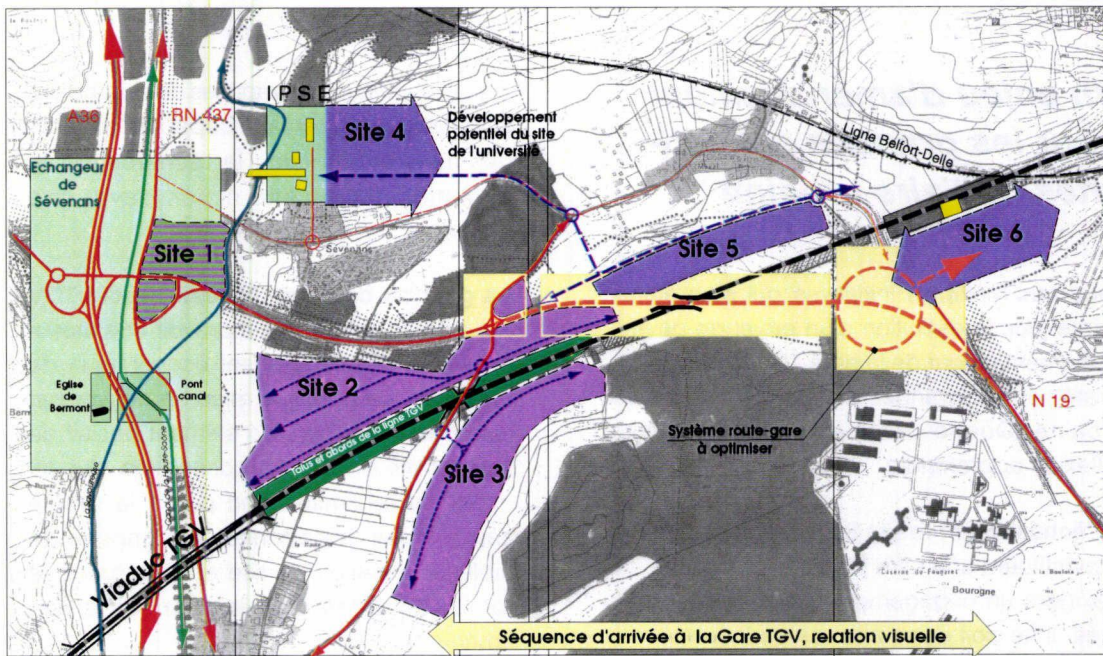 A36
RN 437
I P S E
Site 4
Développement
potentiel du site
de l'université
Ligne Belfort-Delle
Echangeur
de
Sévenans
Site 1
Sévenans
Site 5
Site 6
Site 2
Eglise
de
Bermont
Pont
canal
Talus et abords de la ligne TGV
Site 3
N 19
Système route-gare
à optimiser
La Savoureuse
Viaduc TGV
Bourogne
Séquence d'arrivée à la Gare TGV, relation visuelle